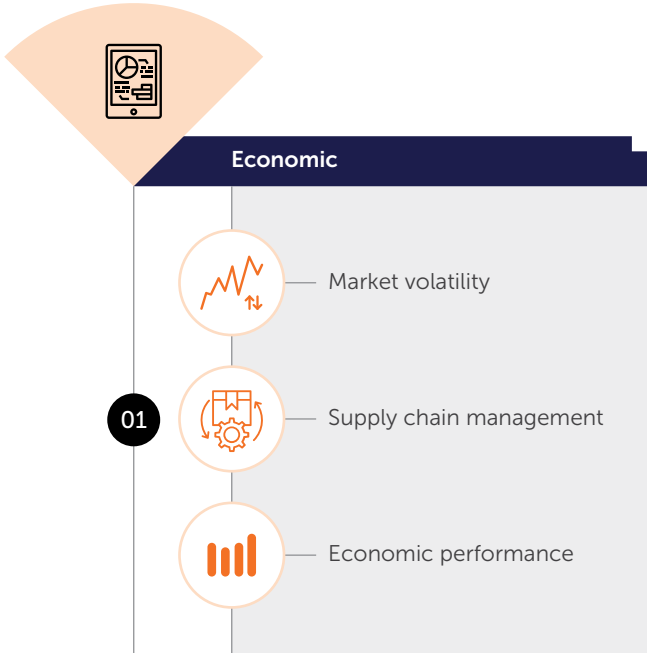 Economic
Market volatility
01
Supply chain management
Economic performance